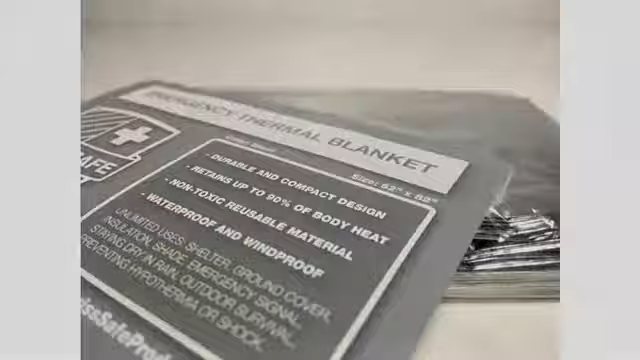 EMERGENCY THERMAL BLANKET
Size: 52" x 82"
- DURABLE AND COMPACT DESIGN
- RETAINS UP TO 90% OF BODY HEAT
- NON-TOXIC REUSABLE MATERIAL
- WATERPROOF AND WINDPROOF
UNLIMITED USES: SHELTER, GROUND COVER,
INSULATION, SHADE, EMERGENCY SIGNAL,
STAYING DRY IN RAIN, OUTDOOR SURVIVAL,
PREVENTING HYPOTHERMIA OR SHOCK.
AFE
issSafeProd